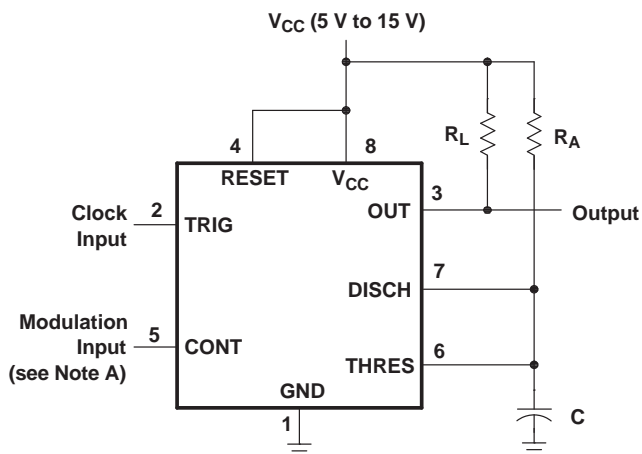 VCC (5 V to 15 V)
RL
RA
4
8
RESET
VCC
3
OUT
Output
Clock
Input
2
TRIG
7
DISCH
Modulation
Input
(see Note A)
5
CONT
6
THRES
GND
1
C